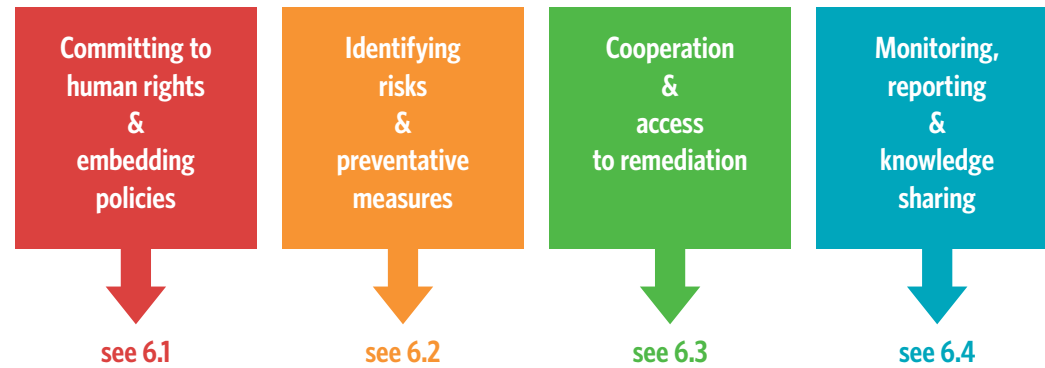 Committing to
human rights
&
embedding
policies
see 6.1
Identifying
risks
&
preventative
measures
see 6.2
Cooperation
&
access
to remediation
see 6.3
Monitoring,
reporting
&
knowledge
sharing
see 6.4